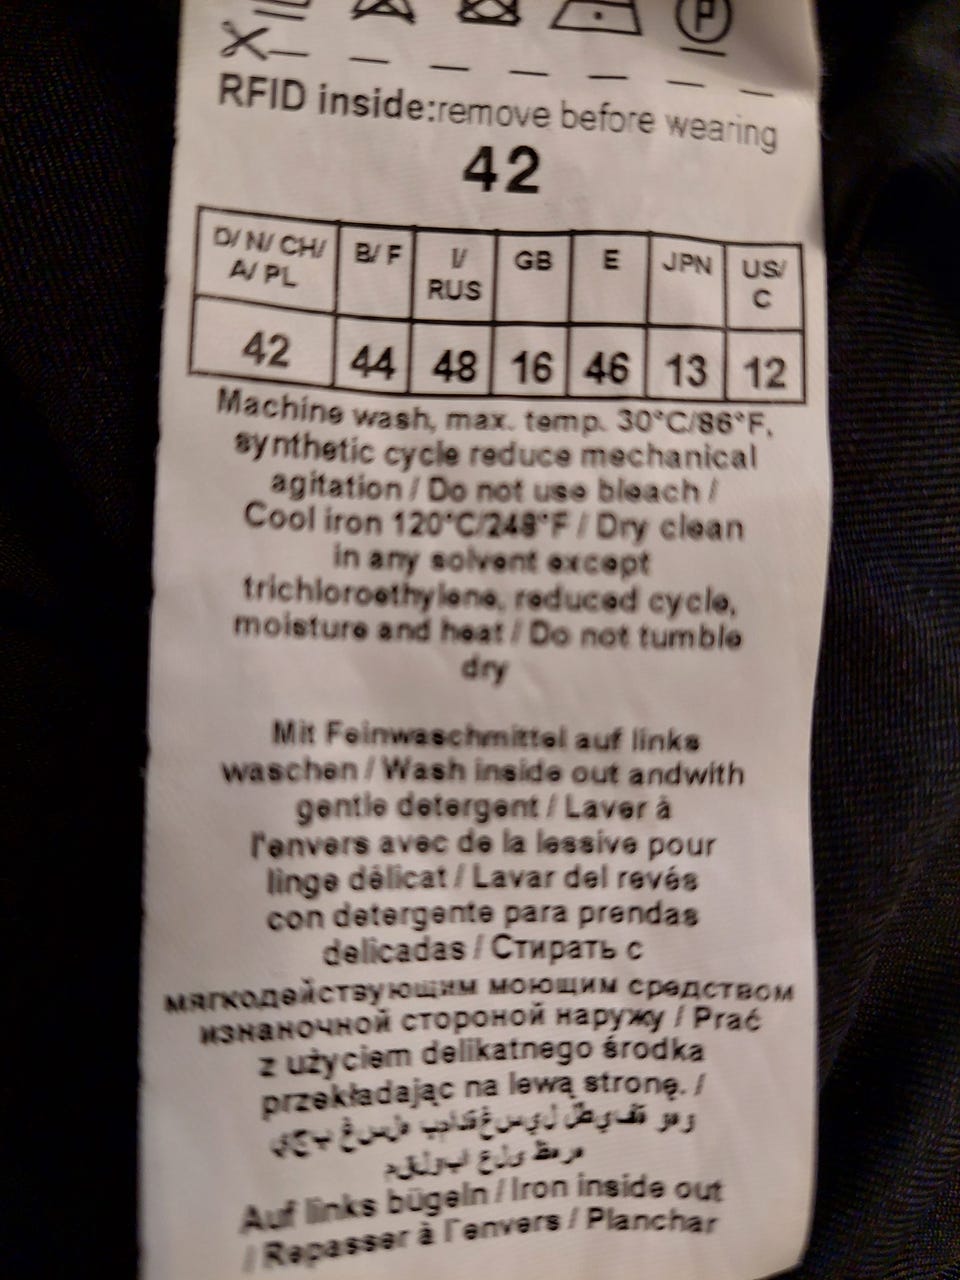 P
RFID inside:remove before wearing
42
D/ N/ CH/ A/ PL B/ F I/ RUS GB E JPN US/ C
42 44 48 16 46 13 12
Machine wash, max. temp. 30°C/86°F,
synthetic cycle reduce mechanical
agitation / Do not use bleach /
Cool iron 120°C/248°F / Dry clean
in any solvent except
trichloroethylene, reduced cycle,
moisture and heat / Do not tumble
dry
Mit Feinwaschmittel auf links
waschen / Wash inside out andwith
gentle detergent / Laver à
l'envers avec de la lessive pour
linge délicat / Lavar del revés
con detergente para prendas
delicadas / Стирать с
мягкодействующим моющим средством
изнаночной стороной наружу / Prać
z użyciem delikatnego środka
przekładając na lewą stronę. /
Auf links bügeln / Iron inside out
/ Repasser à l'envers / Planchar